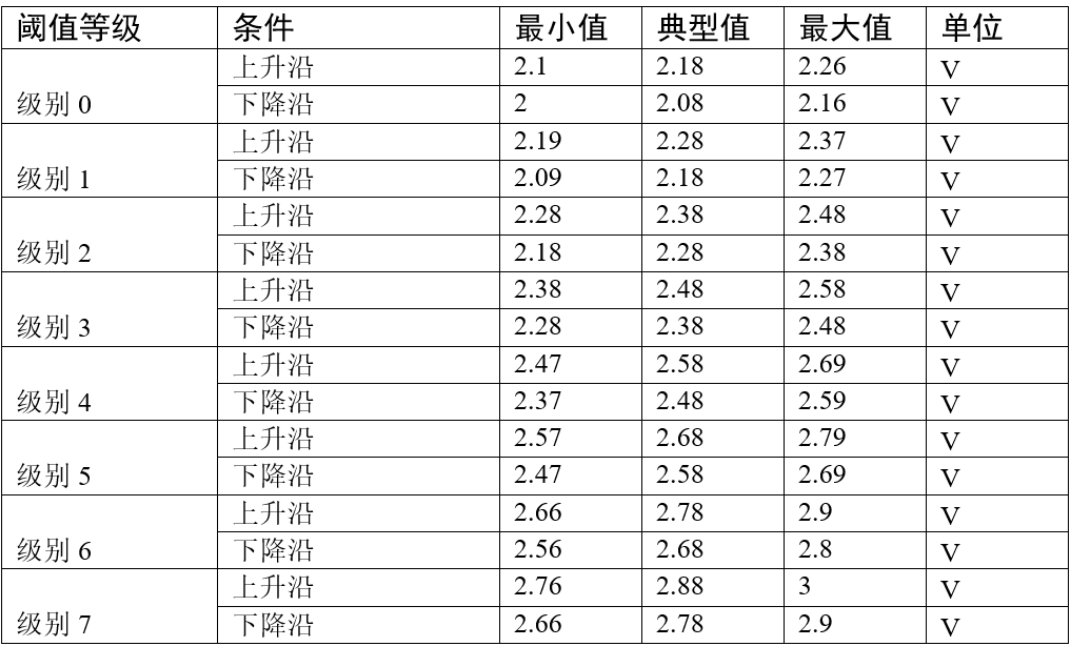 阈值等级 条件 最小值 典型值 最大值 单位
级别 0 上升沿 2.1 2.18 2.26 V
下降沿 2 2.08 2.16 V
级别 1 上升沿 2.19 2.28 2.37 V
下降沿 2.09 2.18 2.27 V
级别 2 上升沿 2.28 2.38 2.48 V
下降沿 2.18 2.28 2.38 V
级别 3 上升沿 2.38 2.48 2.58 V
下降沿 2.28 2.38 2.48 V
级别 4 上升沿 2.47 2.58 2.69 V
下降沿 2.37 2.48 2.59 V
级别 5 上升沿 2.57 2.68 2.79 V
下降沿 2.47 2.58 2.69 V
级别 6 上升沿 2.66 2.78 2.9 V
下降沿 2.56 2.68 2.8 V
级别 7 上升沿 2.76 2.88 3 V
下降沿 2.66 2.78 2.9 V